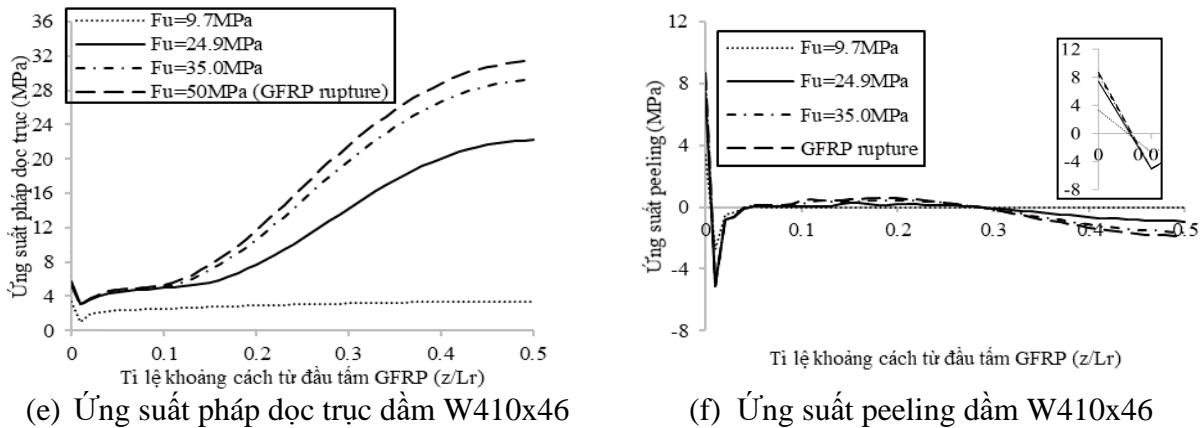 36
32
28
24
20
16
12
8
4
0
Ứng suất pháp dọc trục (MPa)
Fu=9.7MPa
Fu=24.9MPa
Fu=35.0MPa
Fu=50MPa (GFRP rupture)
0 0.1 0.2 0.3 0.4 0.5
Tỉ lệ khoảng cách từ đầu tấm GFRP (z/Lr)
(e) Ứng suất pháp dọc trục dầm W410x46
12
8
4
0
-4
-8
Ứng suất peeling (MPa)
Fu=9.7MPa
Fu=24.9MPa
Fu=35.0MPa
GFRP rupture
12
8
4
0
-4
-8
0 0 0
0 0.1 0.2 0.3 0.4 0.5
Tỉ lệ khoảng cách từ đầu tấm GFRP (z/Lr)
(f) Ứng suất peeling dầm W410x46